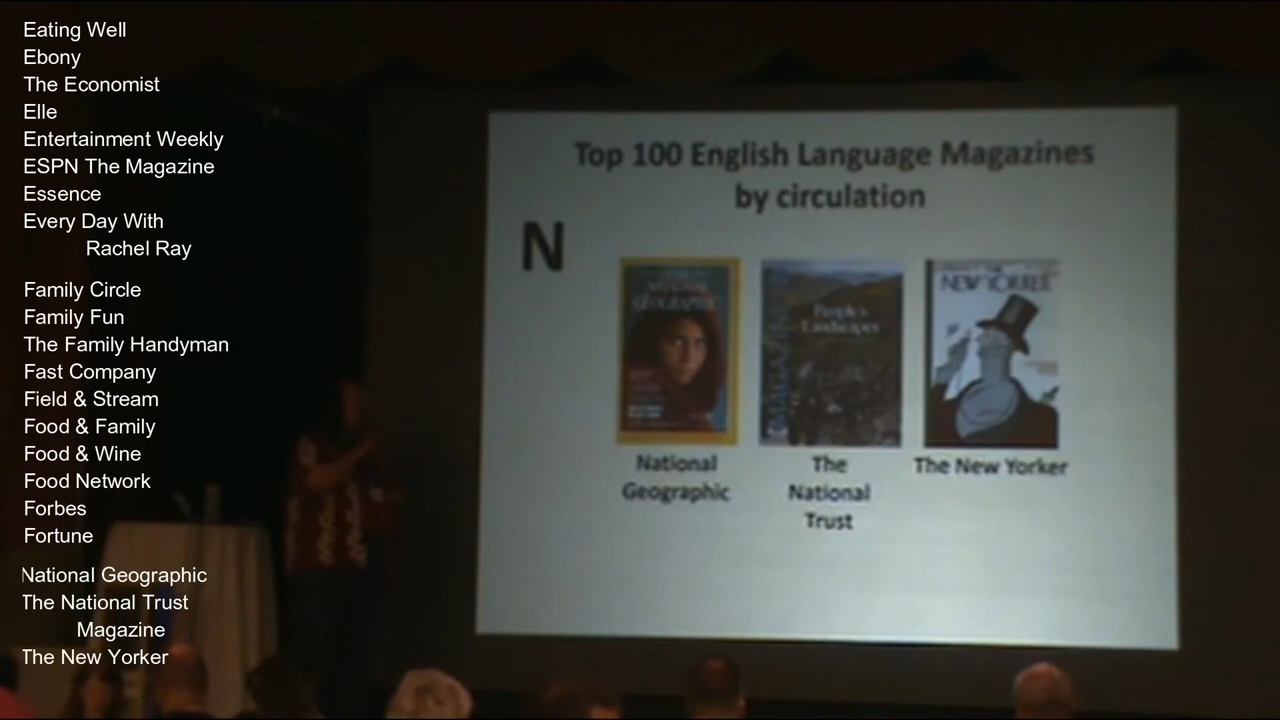 Eating Well
Ebony
The Economist
Elle
Entertainment Weekly
ESPN The Magazine
Essence
Every Day With
Rachel Ray
Family Circle
Family Fun
The Family Handyman
Fast Company
Field & Stream
Food & Family
Food & Wine
Food Network
Forbes
Fortune
National Geographic
The National Trust
Magazine
The New Yorker
Top 100 English Language Magazines
by circulation
N
NATIONAL
GEOGRAPHIC
MAGAZINE
People's
Landscapes
THE
NEW YORKER
National
Geographic
The
National
Trust
The New Yorker